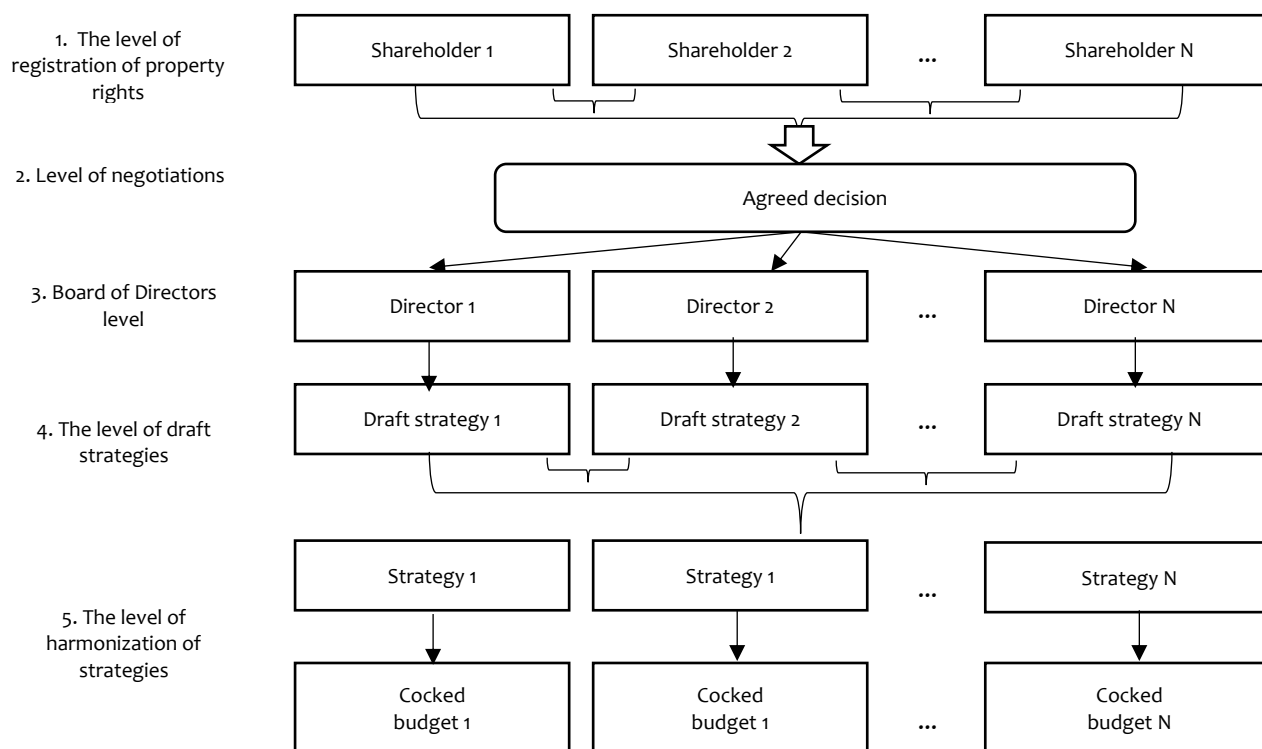 1. The level of
registration of property
rights
Shareholder 1
Shareholder 2
...
Shareholder N
2. Level of negotiations
Agreed decision
3. Board of Directors
level
Director 1
Director 2
...
Director N
4. The level of draft
strategies
Draft strategy 1
Draft strategy 2
...
Draft strategy N
5. The level of
harmonization of
strategies
Strategy 1
Strategy 1
...
Strategy N
Cocked
budget 1
Cocked
budget 1
...
Cocked
budget N